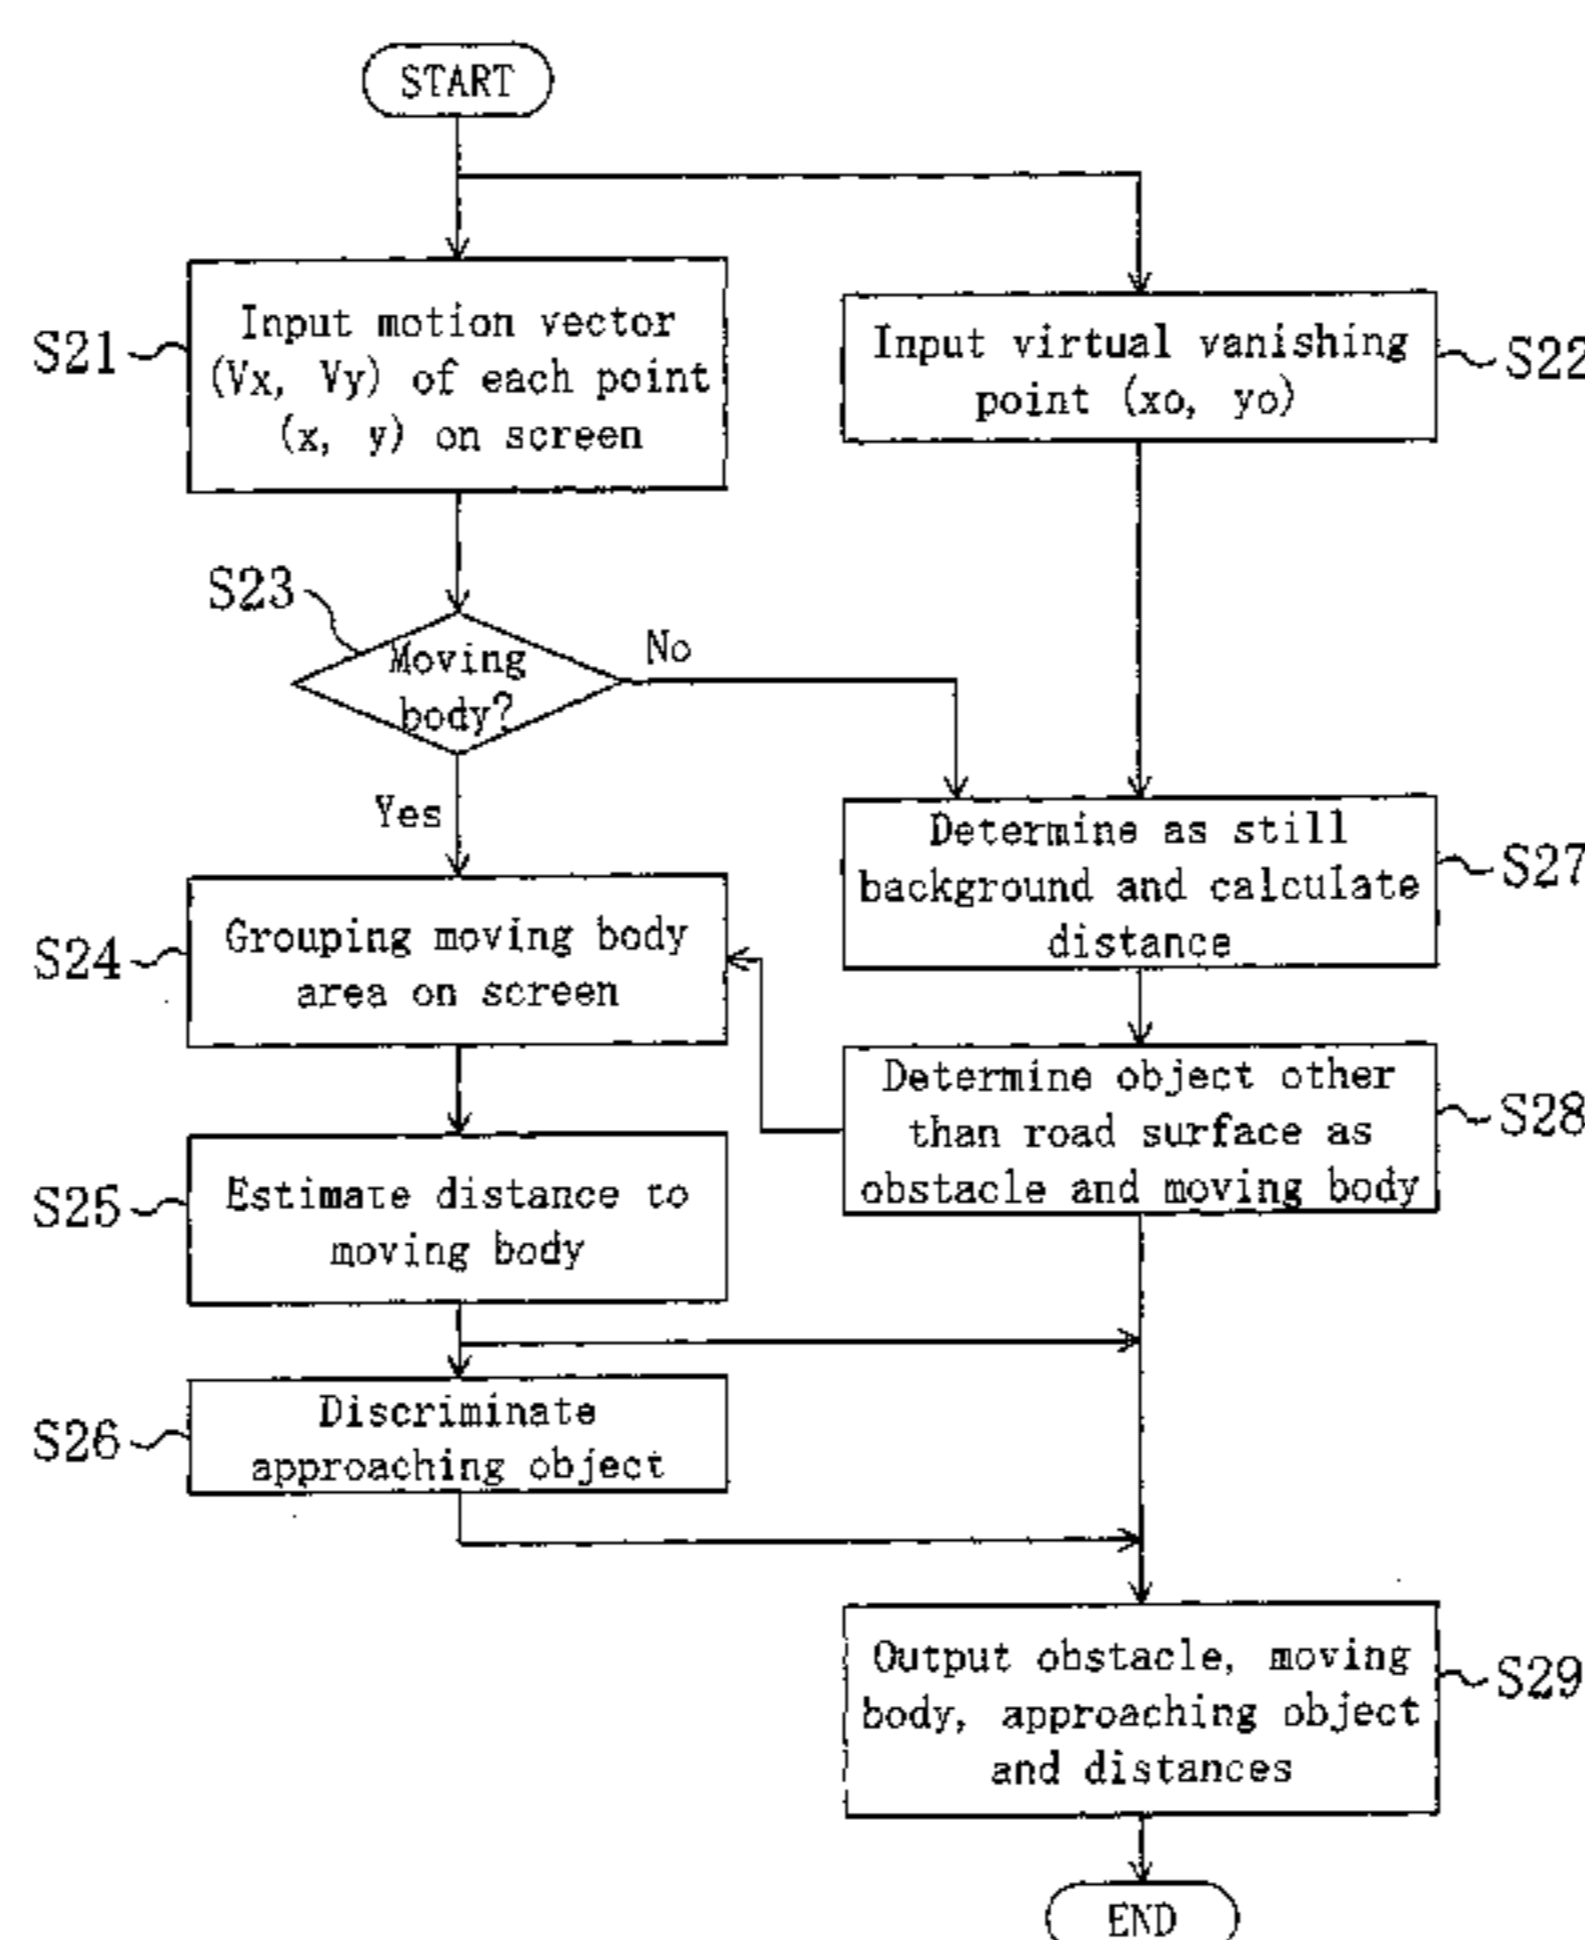 START
S21
Input motion vector
(Vx, Vy) of each point
(x, y) on screen
Input virtual vanishing
point (xo, yo)
S22
S23
Moving
body?
No
Yes
Determine as still
background and calculate
distance
S27
S24
Grouping moving body
area on screen
Determine object other
than road surface as
obstacle and moving body
S28
S25
Estimate distance to
moving body
S26
Discriminate
approaching object
Output obstacle, moving
body, approaching object
and distances
S29
END